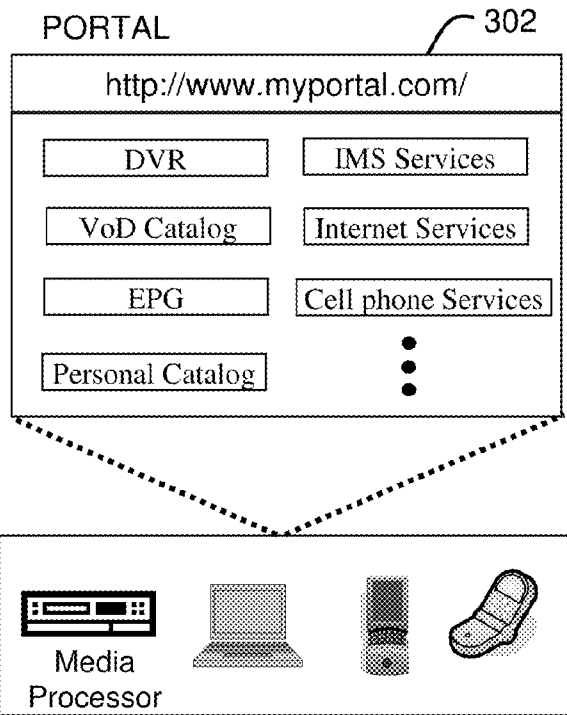 PORTAL
302
http://www.myportal.com/
DVR
IMS Services
VoD Catalog
Internet Services
EPG
Cell phone Services
Personal Catalog
Media
Processor